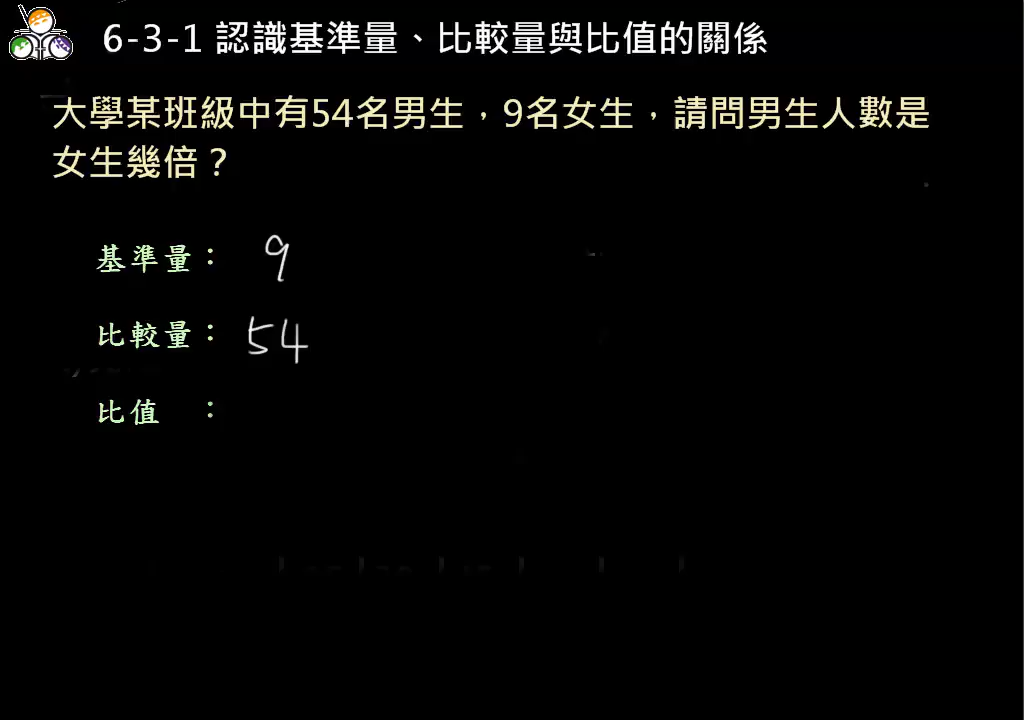 6-3-1 認識基準量、比較量與比值的關係
大學某班級中有54名男生，9名女生，請問男生人數是
女生幾倍？
基準量： 9
比較量： 54
比值 ：